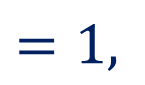 = 1,